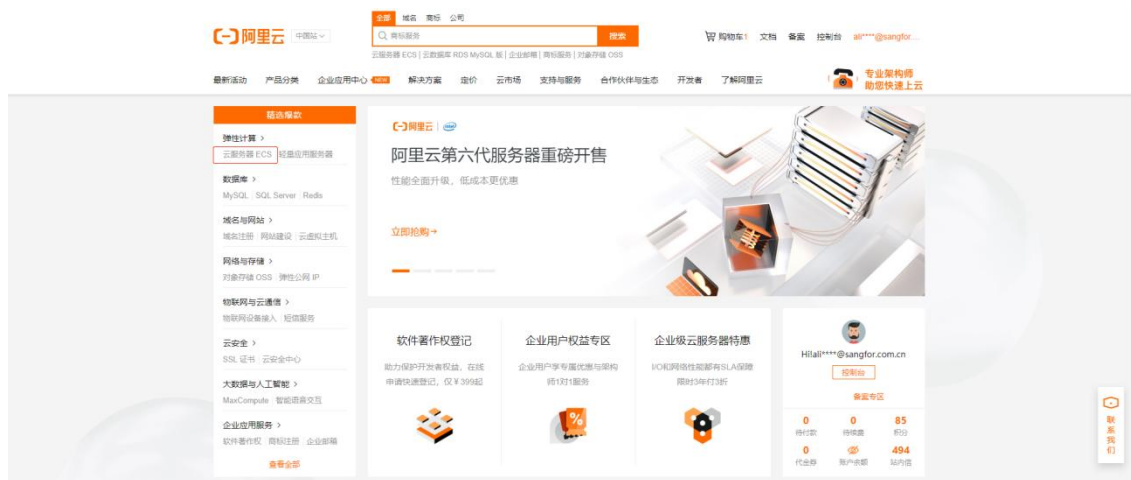 全部 域名 商标 公司
阿里云 中国站
商标服务 搜索
购物车1 文档 备案 控制台 ali****@sangfor...
云服务器 ECS | 云数据库 RDS MySQL 版 | 企业邮箱 | 商标服务 | 对象存储 OSS
最新活动 产品分类 企业应用中心 NEW 解决方案 定价 云市场 支持与服务 合作伙伴与生态 开发者 了解阿里云
专业架构师
助您快速上云
精选爆款
弹性计算 >
云服务器 ECS 轻量应用服务器
数据库 >
MySQL SQL Server Redis
域名与网站 >
域名注册 网站建设 云虚拟主机
网络与存储 >
对象存储 OSS 弹性公网 IP
物联网与云通信 >
物联网设备接入 短信服务
云安全 >
SSL 证书 云安全中心
大数据与人工智能 >
MaxCompute 智能语音交互
企业应用服务 >
软件著作权 商标注册 企业邮箱
查看全部
阿里云 | intel
阿里云第六代服务器重磅开售
性能全面升级，低成本更优惠
立即抢购→
软件著作权登记
助力保护开发者权益，在线
申请快速登记，仅￥399起
企业用户权益专区
企业用户享专属优惠与架构
师1对1服务
企业级云服务器特惠
I/O和网络性能都有SLA保障
限时3年付3折
Hi!ali****@sangfor.com.cn
控制台
备案专区
0 0 85
待付款 待续费 积分
0 494
代金券 账户余额 站内信
联系我们